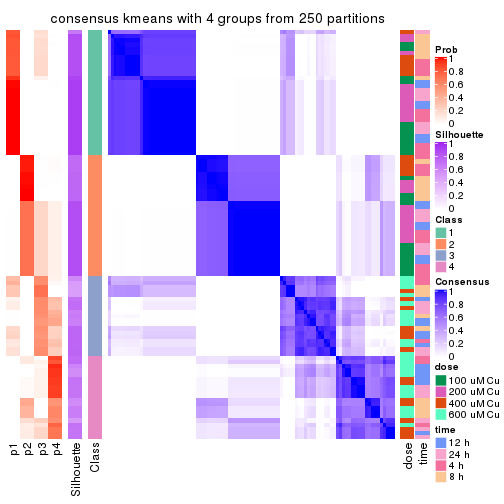 consensus kmeans with 4 groups from 250 partitions
Prob
1
0.8
0.6
0.4
0.2
0
Silhouette
1
0.8
0.6
0.4
0.2
0
Class
1
2
3
4
Consensus
1
0.8
0.6
0.4
0.2
0
dose
100 uM Cu
200 uM Cu
400 uM Cu
600 uM Cu
time
12 h
24 h
4 h
8 h
p1
p2
p3
p4
Silhouette
Class
dose
time